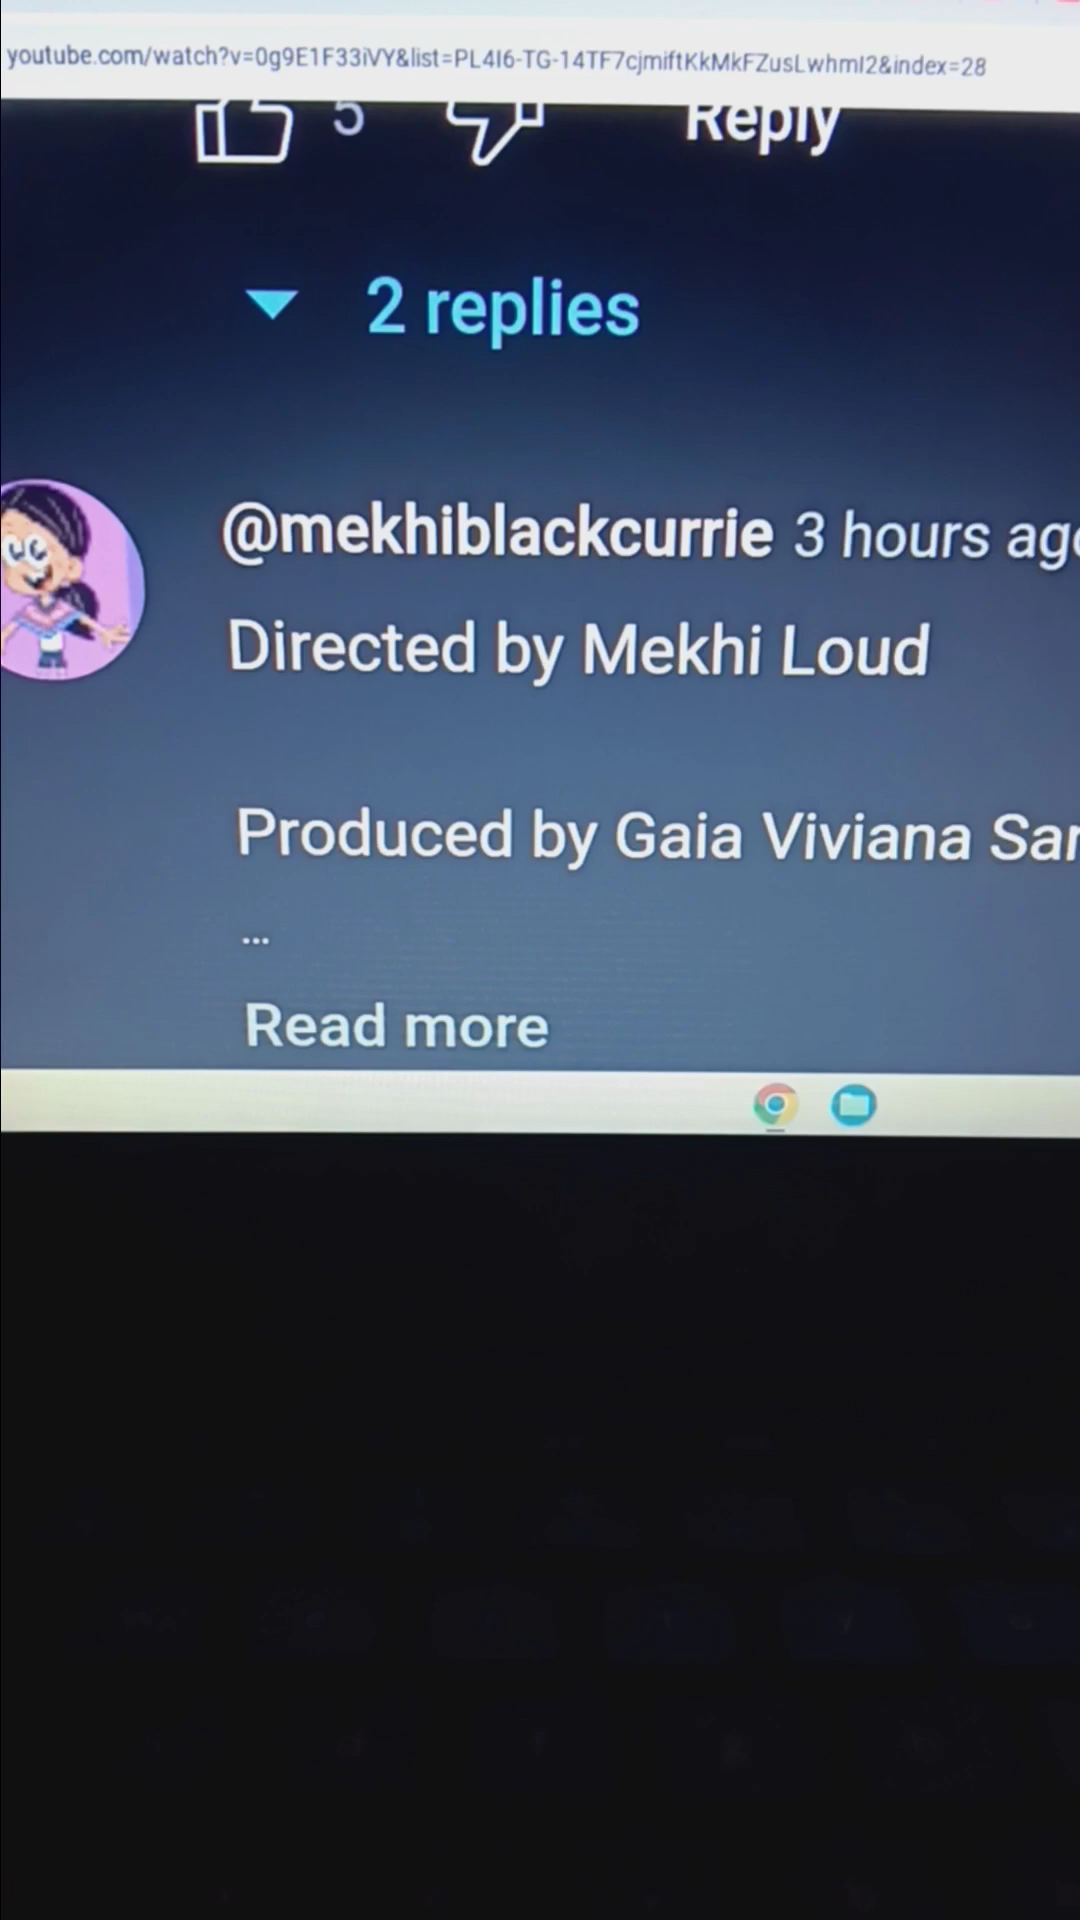 youtube.com/watch?v=0g9E1F33iVY&list=PL4I6-TG-14TF7cjmiftKkMkFZusLwhmI2&index=28
5 Reply
2 replies
@mekhiblackcurrie 3 hours ago
Directed by Mekhi Loud
Produced by Gaia Viviana Sar
...
Read more